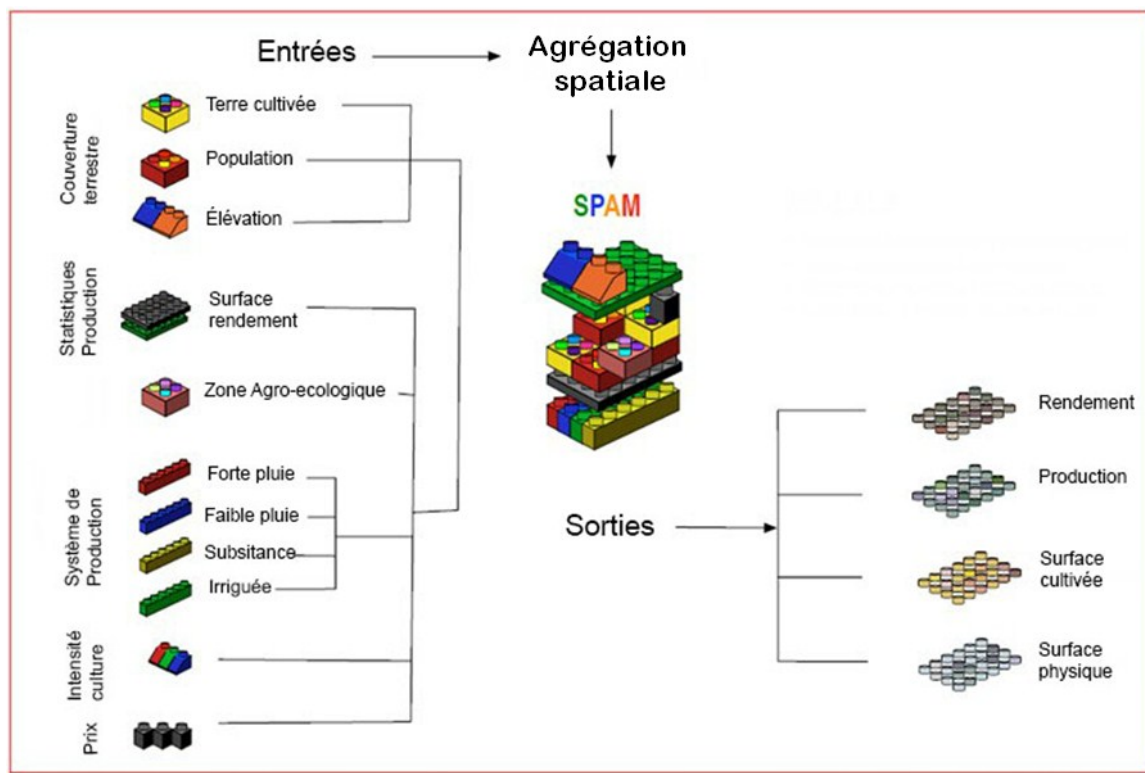 Entrées
Agrégation
spatiale
Couverture
terrestre
Terre cultivée
Population
Élévation
SPAM
Statistiques
Production
Surface
rendement
Zone Agro-ecologique
Système de
Production
Forte pluie
Faible pluie
Subsitance
Irriguée
Intensité
culture
Prix
Sorties
Rendement
Production
Surface
cultivée
Surface
physique